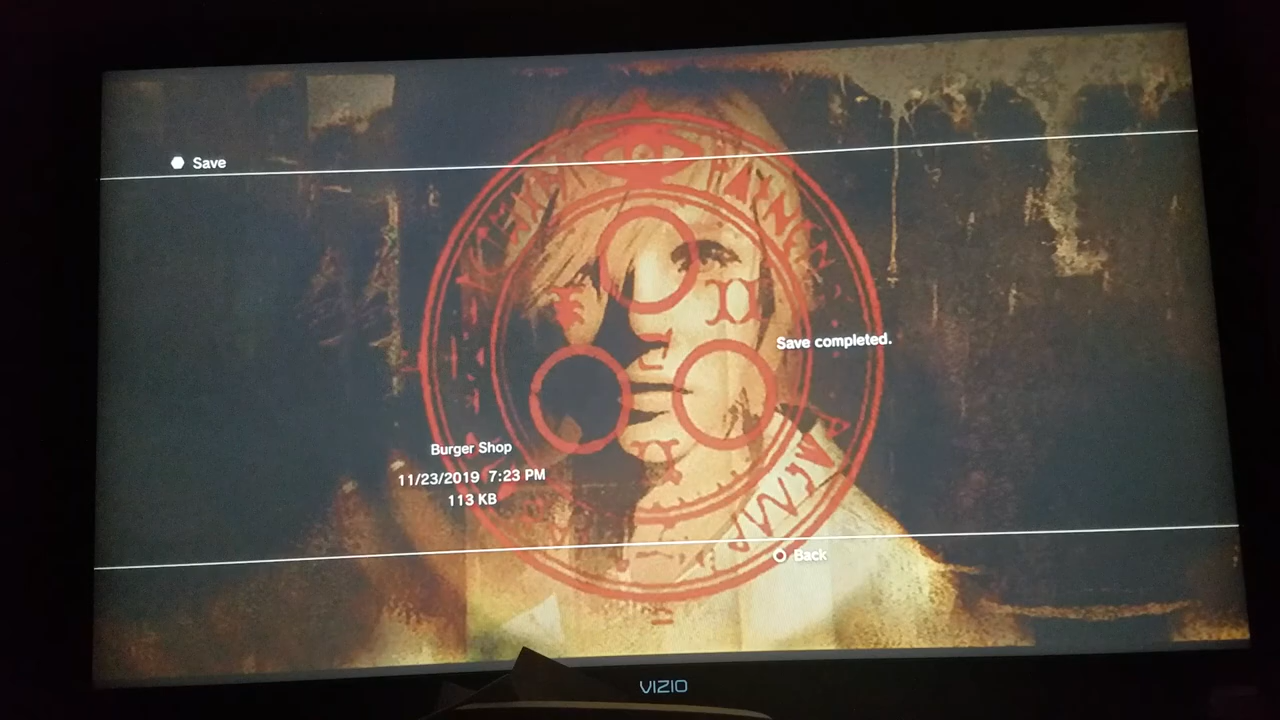 Save
Save completed.
Burger Shop
11/23/2019 7:23 PM
113 KB
Back
VIZIO